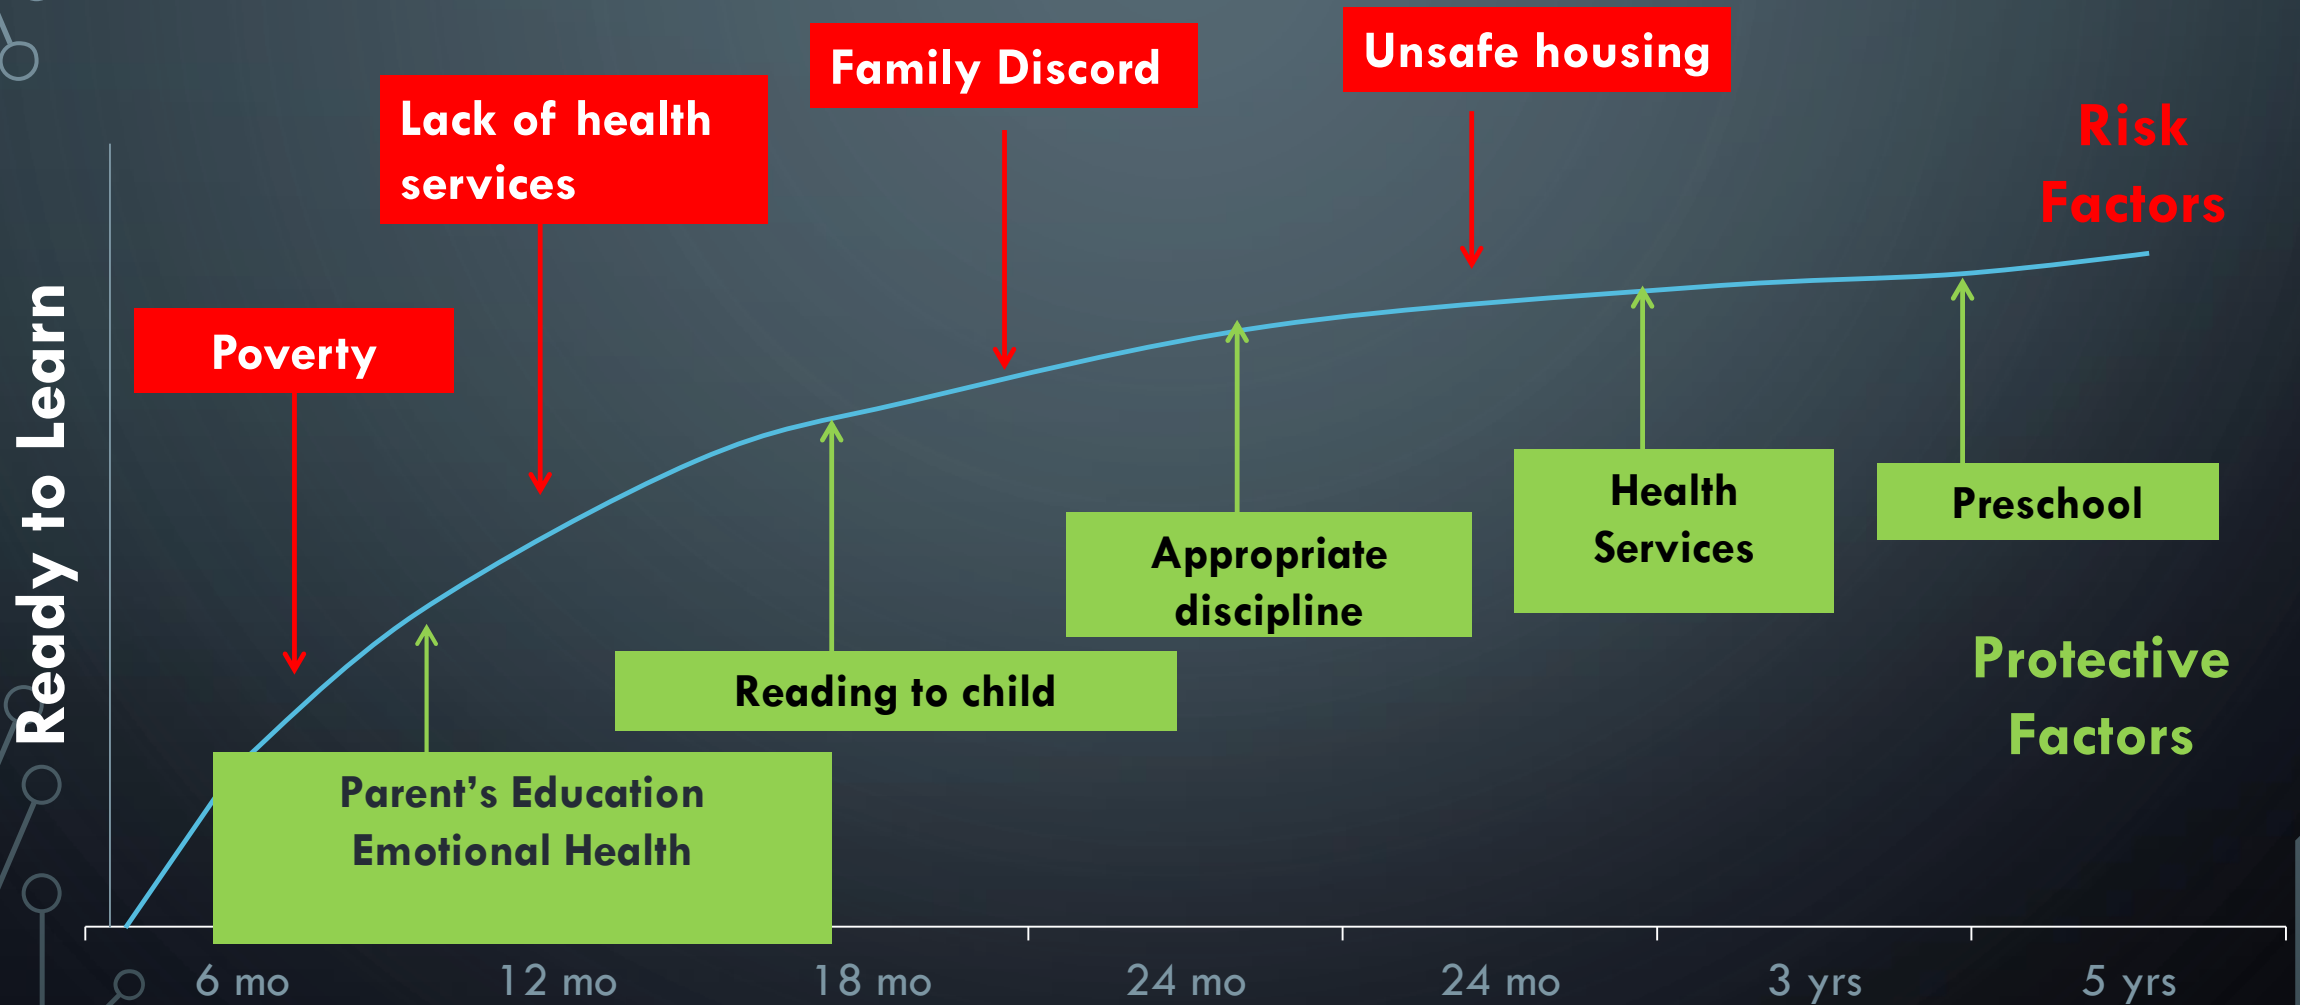 Unsafe housing
Family Discord
Lack of health
services
Risk
Factors
Poverty
Ready to Learn
Health
Services
Preschool
Appropriate
discipline
Reading to child
Protective
Factors
Parent’s Education
Emotional Health
6 mo
12 mo
18 mo
24 mo
24 mo
3 yrs
5 yrs